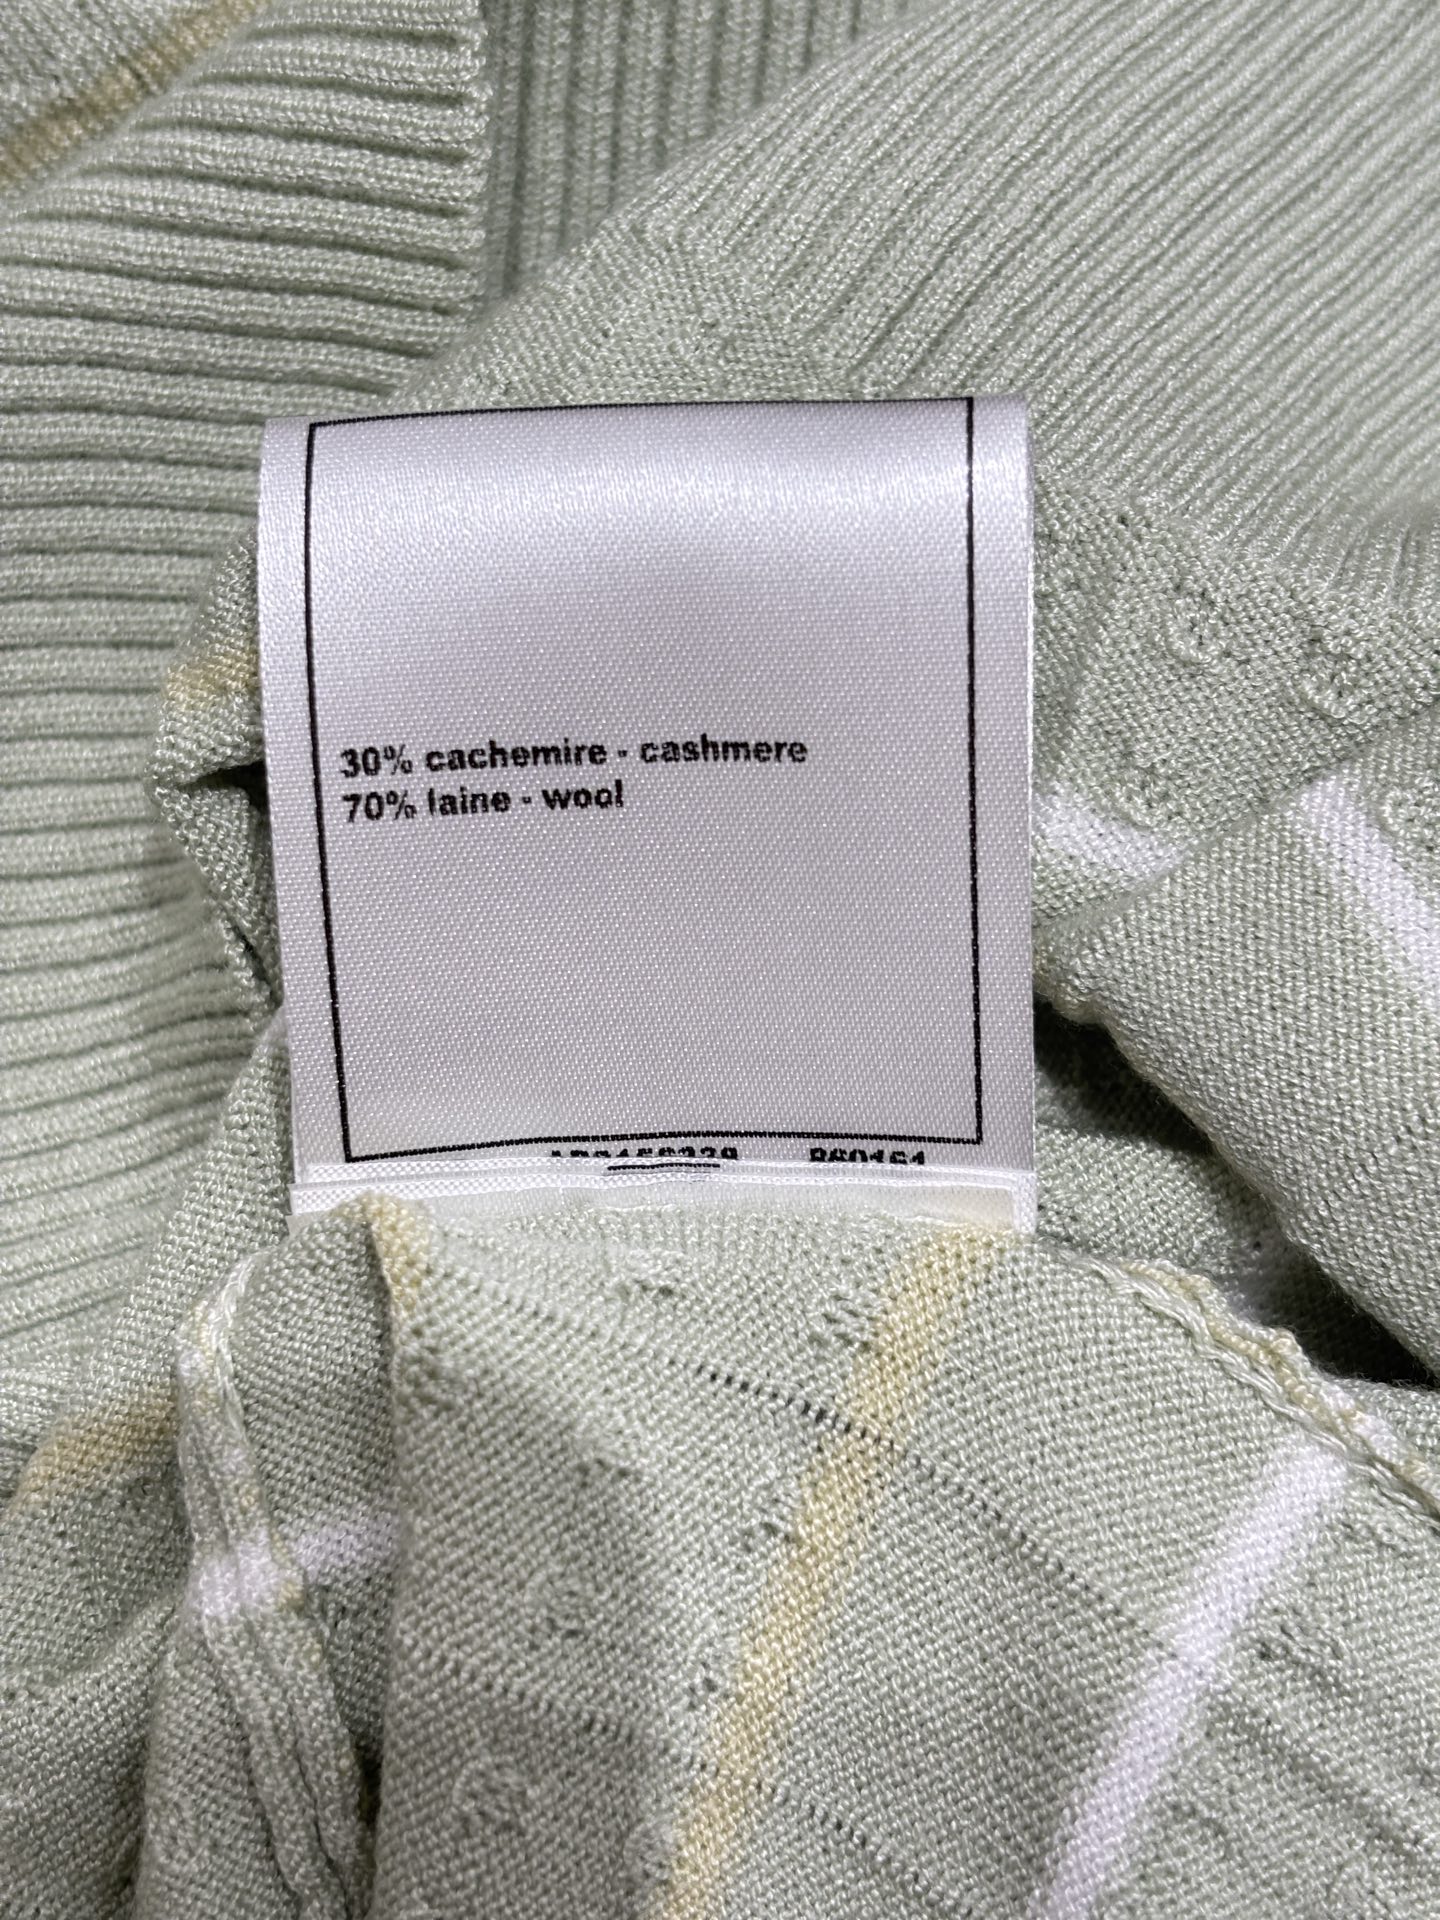 30% cachemire - cashmere
70% laine - wool